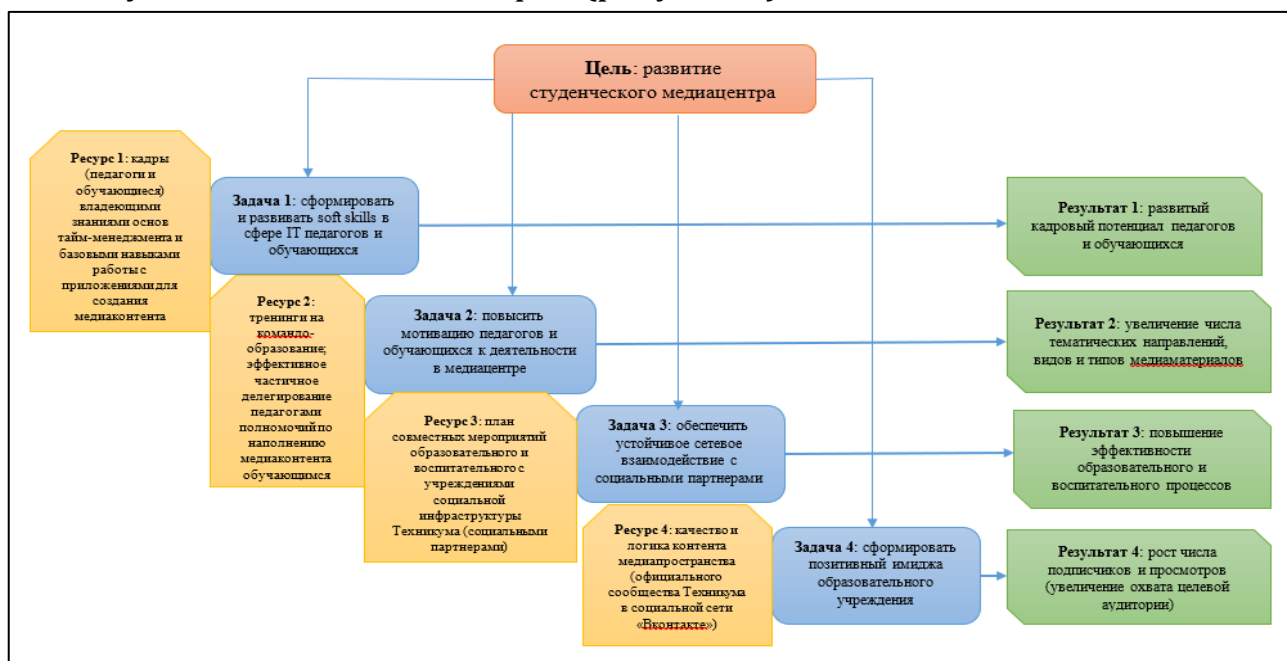 Цель: развитие
студенческого медиацентра
Ресурс 1: кадры
(педагоги и
обучающиеся)
владеющими
знаниями основ
тайм-менеджмента и
базовыми навыками
работы с
приложениями для
создания
медиаконтента
Задача 1: сформировать
и развивать soft skills в
сфере IT педагогов и
обучающихся
Результат 1: развитый
кадровый потенциал педагогов
и обучающихся
Ресурс 2:
тренинги на
командо-
образование;
эффективное
частичное
делегирование
педагогами
полномочий по
наполнению
медиаконтента
обучающимся
Задача 2: повысить
мотивацию педагогов и
обучающихся к деятельности
в медиацентре
Результат 2: увеличение числа
тематических направлений,
видов и типов медиаматериалов
Ресурс 3: план
совместных мероприятий
образовательного и
воспитательного с
учреждениями
социальной
инфраструктуры
Техникума (социальными
партнерами)
Задача 3: обеспечить
устойчивое сетевое
взаимодействие с
социальными партнерами
Результат 3: повышение
эффективности
образовательного и
воспитательного процессов
Ресурс 4: качество и
логика контента
медиапространства
(официального
сообщества Техникума
в социальной сети
«Вконтакте»)
Задача 4: сформировать
позитивный имиджа
образовательного
учреждения
Результат 4: рост числа
подписчиков и просмотров
(увеличение охвата целевой
аудитории)